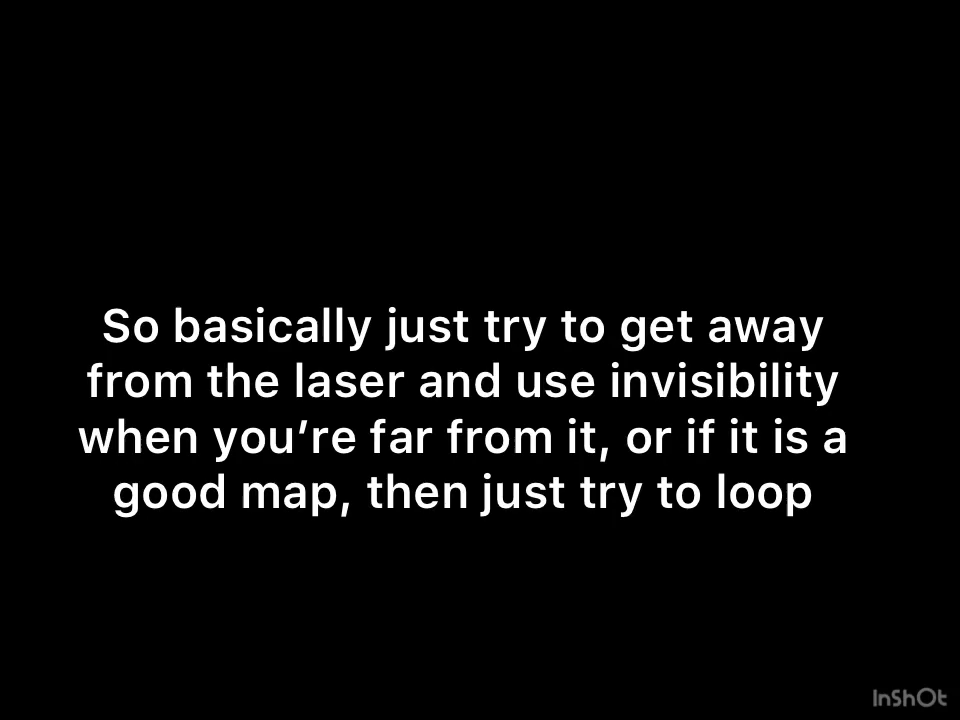 So basically just try to get away
from the laser and use invisibility
when you're far from it, or if it is a
good map, then just try to loop
InShOt